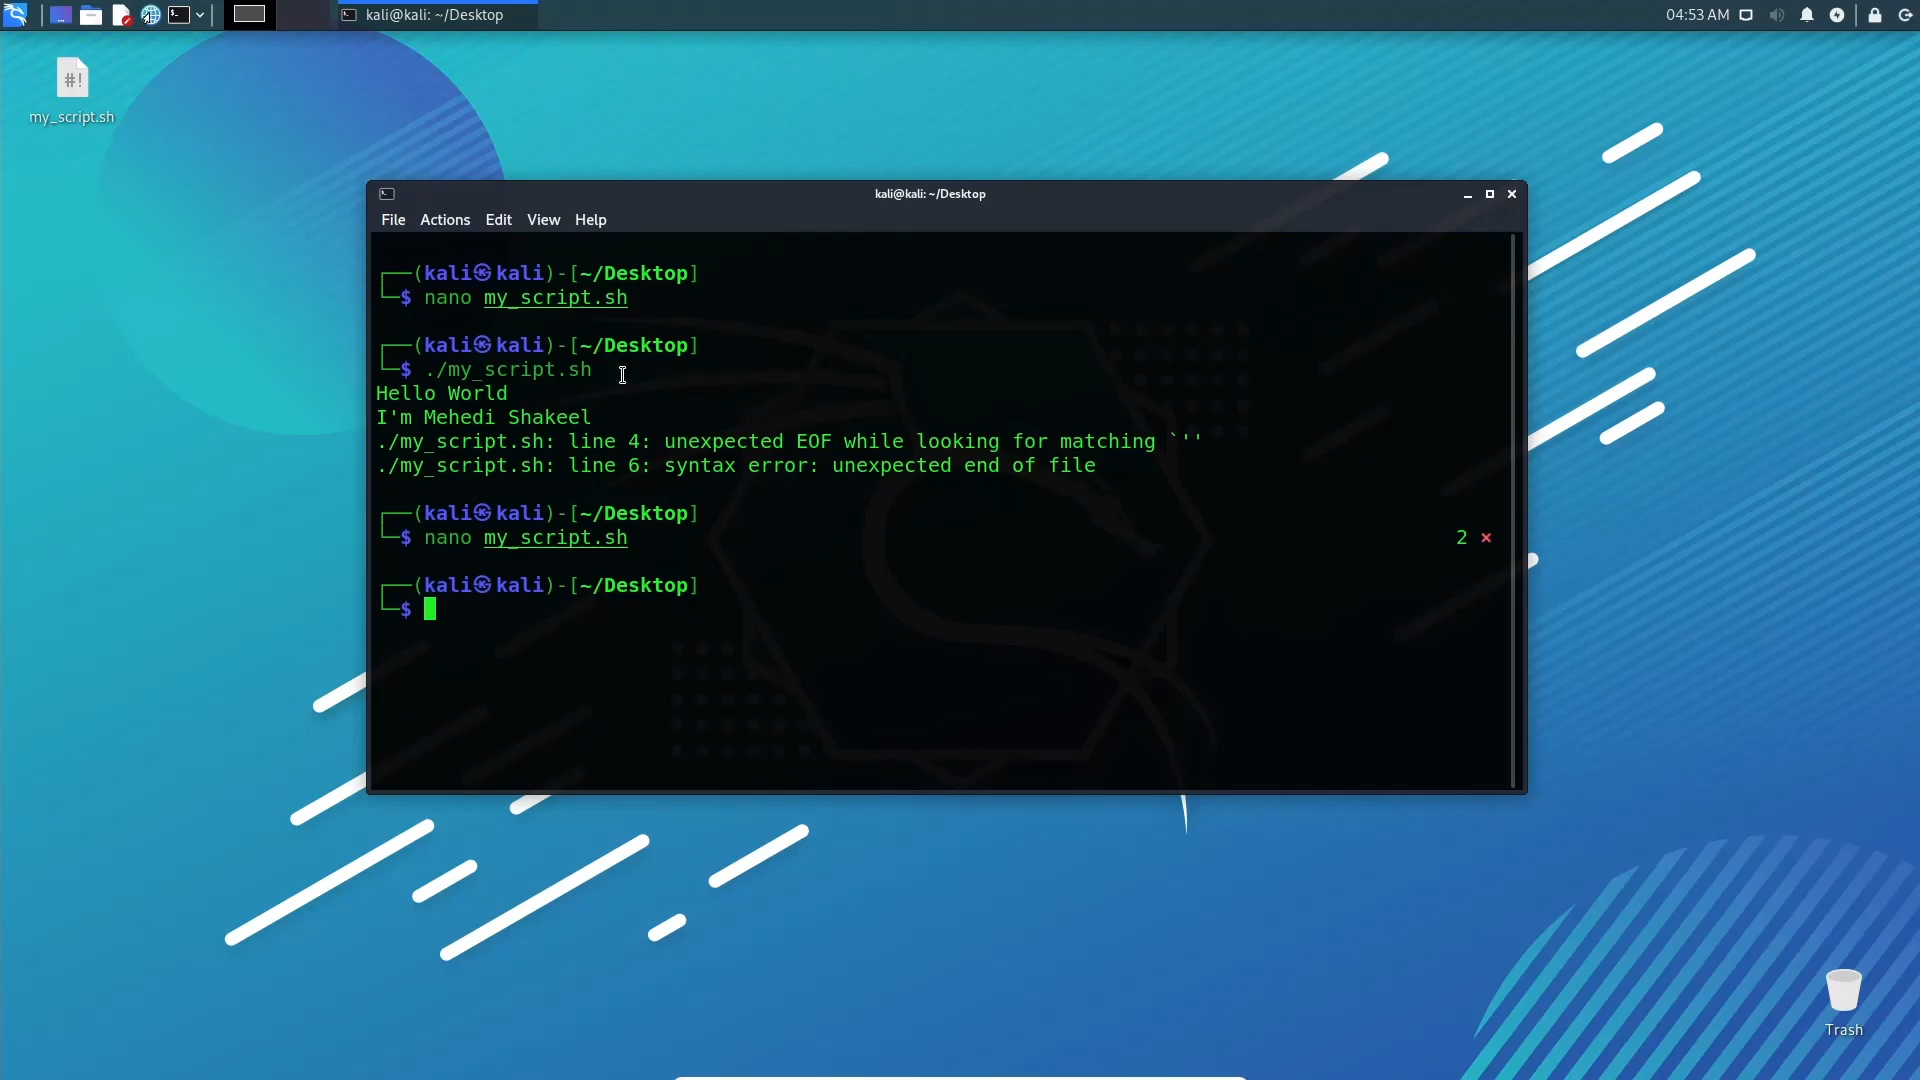 kali@kali: ~/Desktop
04:53 AM
#!
my_script.sh
kali@kali: ~/Desktop
File Actions Edit View Help
┌──(kali㉿kali)-[~/Desktop]
└─$ nano my_script.sh
┌──(kali㉿kali)-[~/Desktop]
└─$ ./my_script.sh
Hello World
I'm Mehedi Shakeel
./my_script.sh: line 4: unexpected EOF while looking for matching `''
./my_script.sh: line 6: syntax error: unexpected end of file
┌──(kali㉿kali)-[~/Desktop]
└─$ nano my_script.sh 2 ⨯
┌──(kali㉿kali)-[~/Desktop]
└─$
Trash